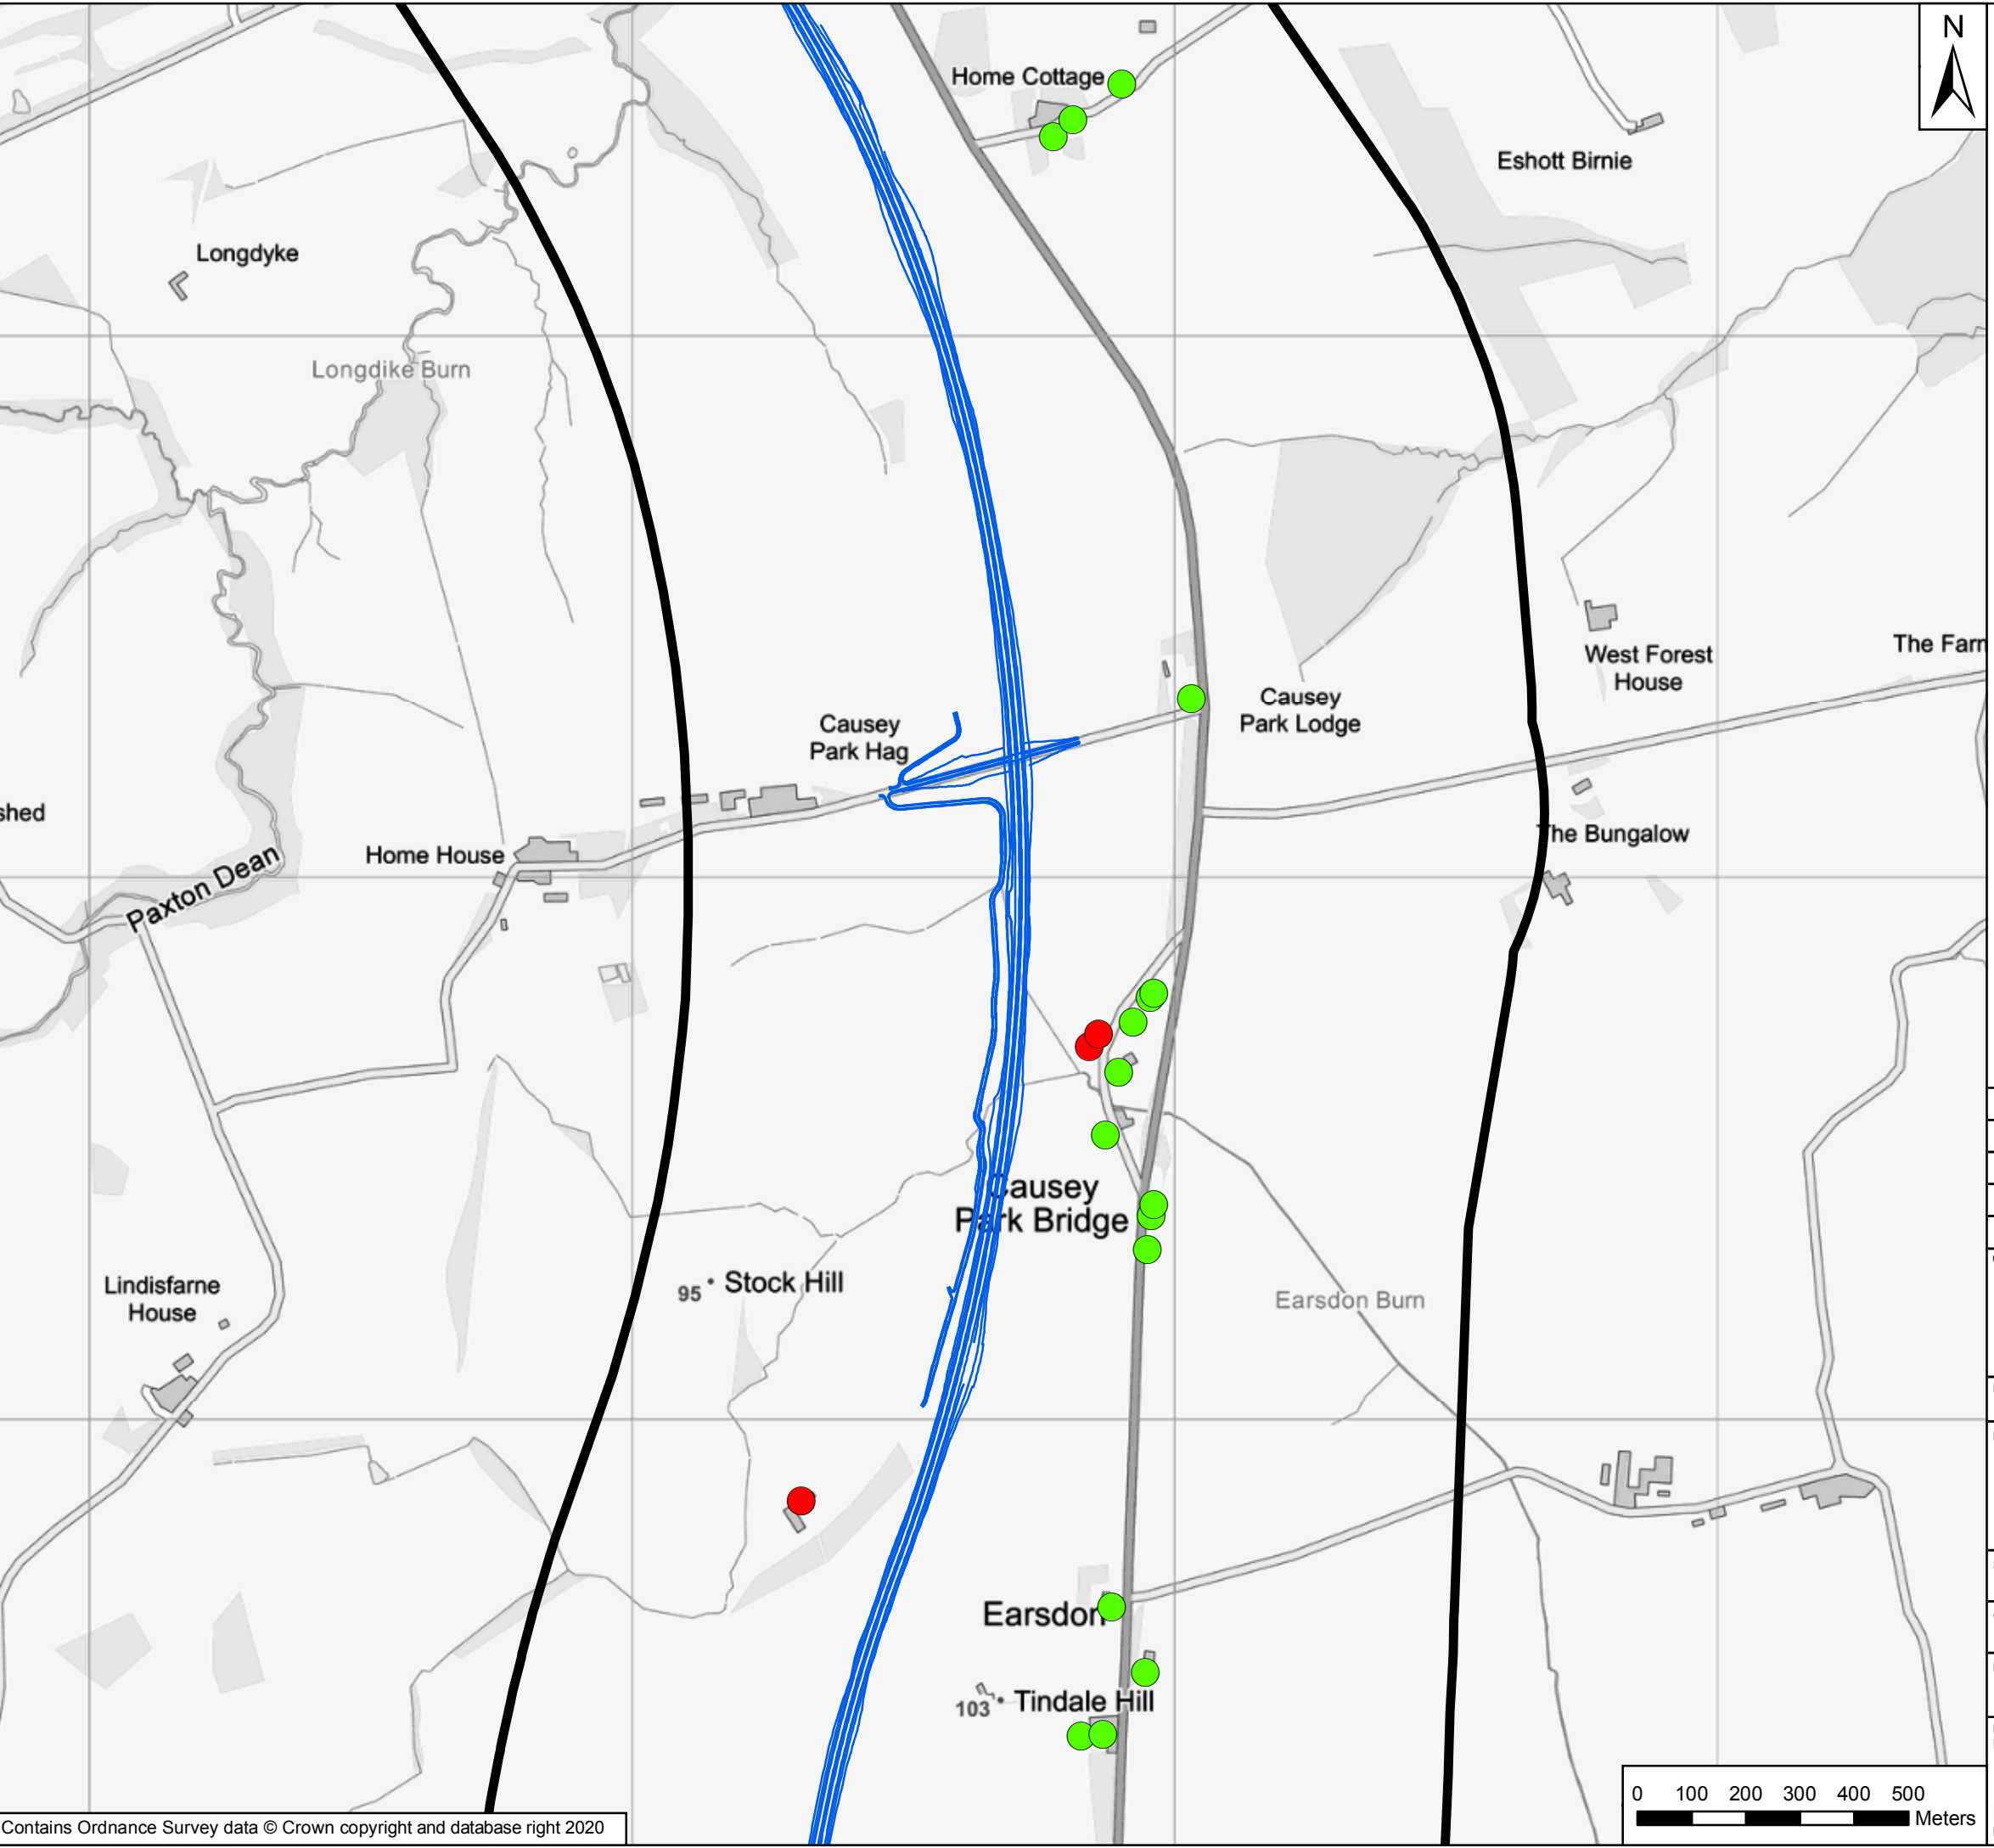 N
Home Cottage
Eshott Birnie
Longdyke
Longdike Burn
West Forest
House
The Farm
Causey
Park Lodge
Causey
Park Hag
shed
The Bungalow
Home House
Paxton Dean
Causey
Park Bridge
95 • Stock Hill
Lindisfarne
House
Earsdon Burn
Earsdon
103 • Tindale Hill
0 100 200 300 400 500
Meters
Contains Ordnance Survey data © Crown copyright and database right 2020